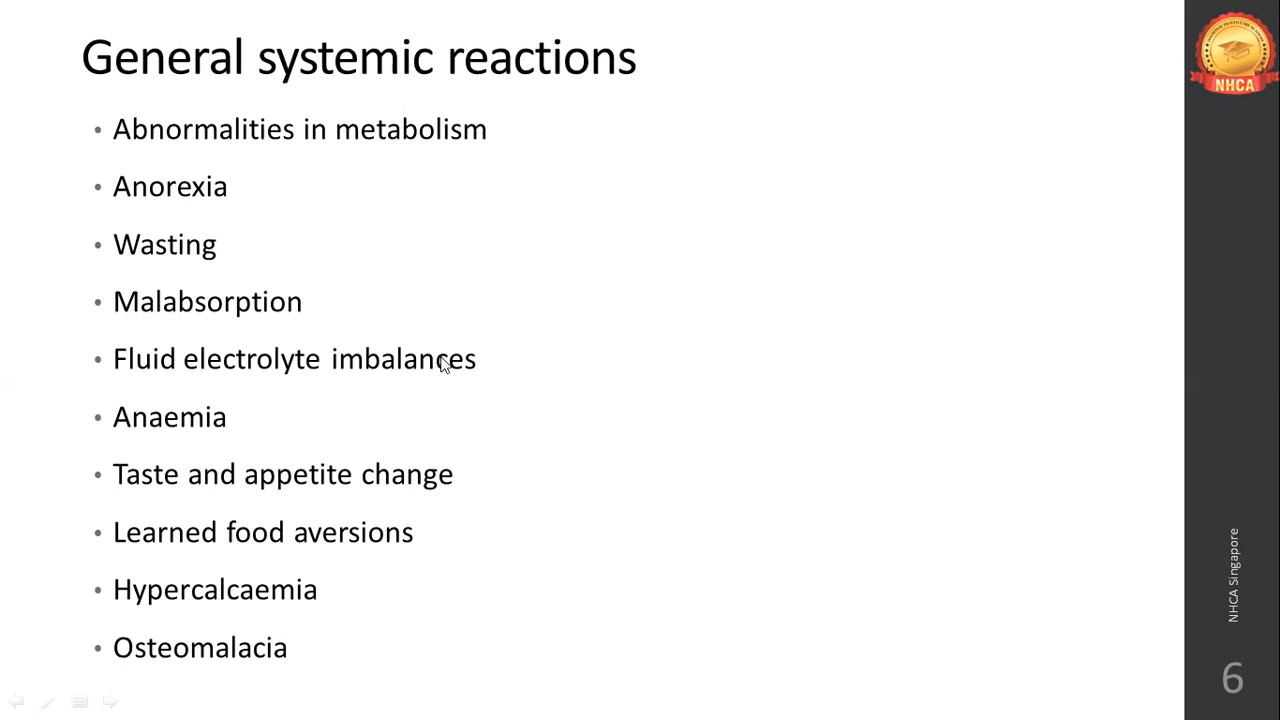 General systemic reactions
• Abnormalities in metabolism
• Anorexia
• Wasting
• Malabsorption
• Fluid electrolyte imbalances
• Anaemia
• Taste and appetite change
• Learned food aversions
• Hypercalcaemia
• Osteomalacia
NHCA
NHCA Singapore
6